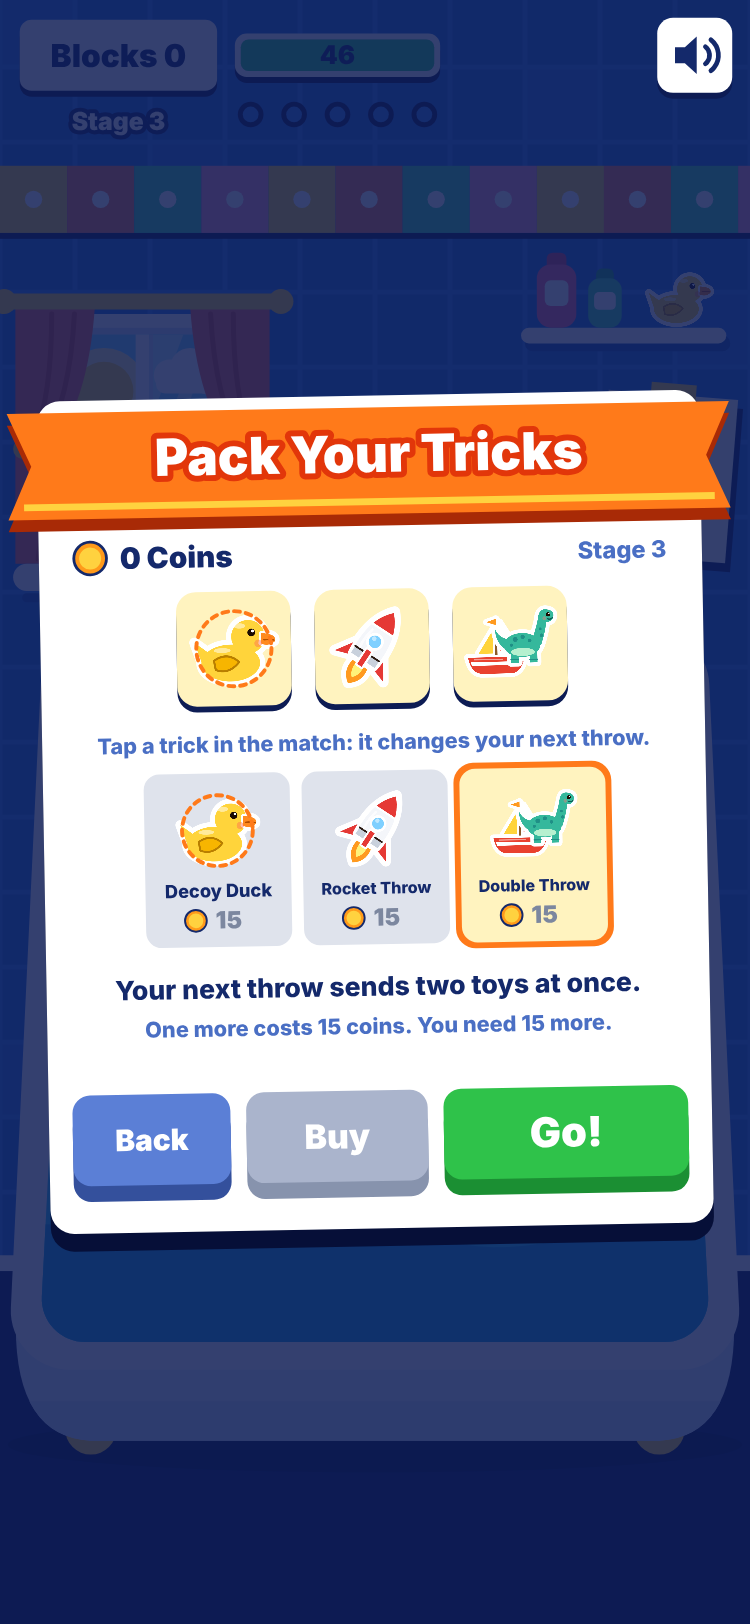 Blocks 0
46
Stage 3
Pack Your Tricks
0 Coins
Stage 3
Tap a trick in the match: it changes your next throw.
Decoy Duck
15
Rocket Throw
15
Double Throw
15
Your next throw sends two toys at once.
One more costs 15 coins. You need 15 more.
Back
Buy
Go!